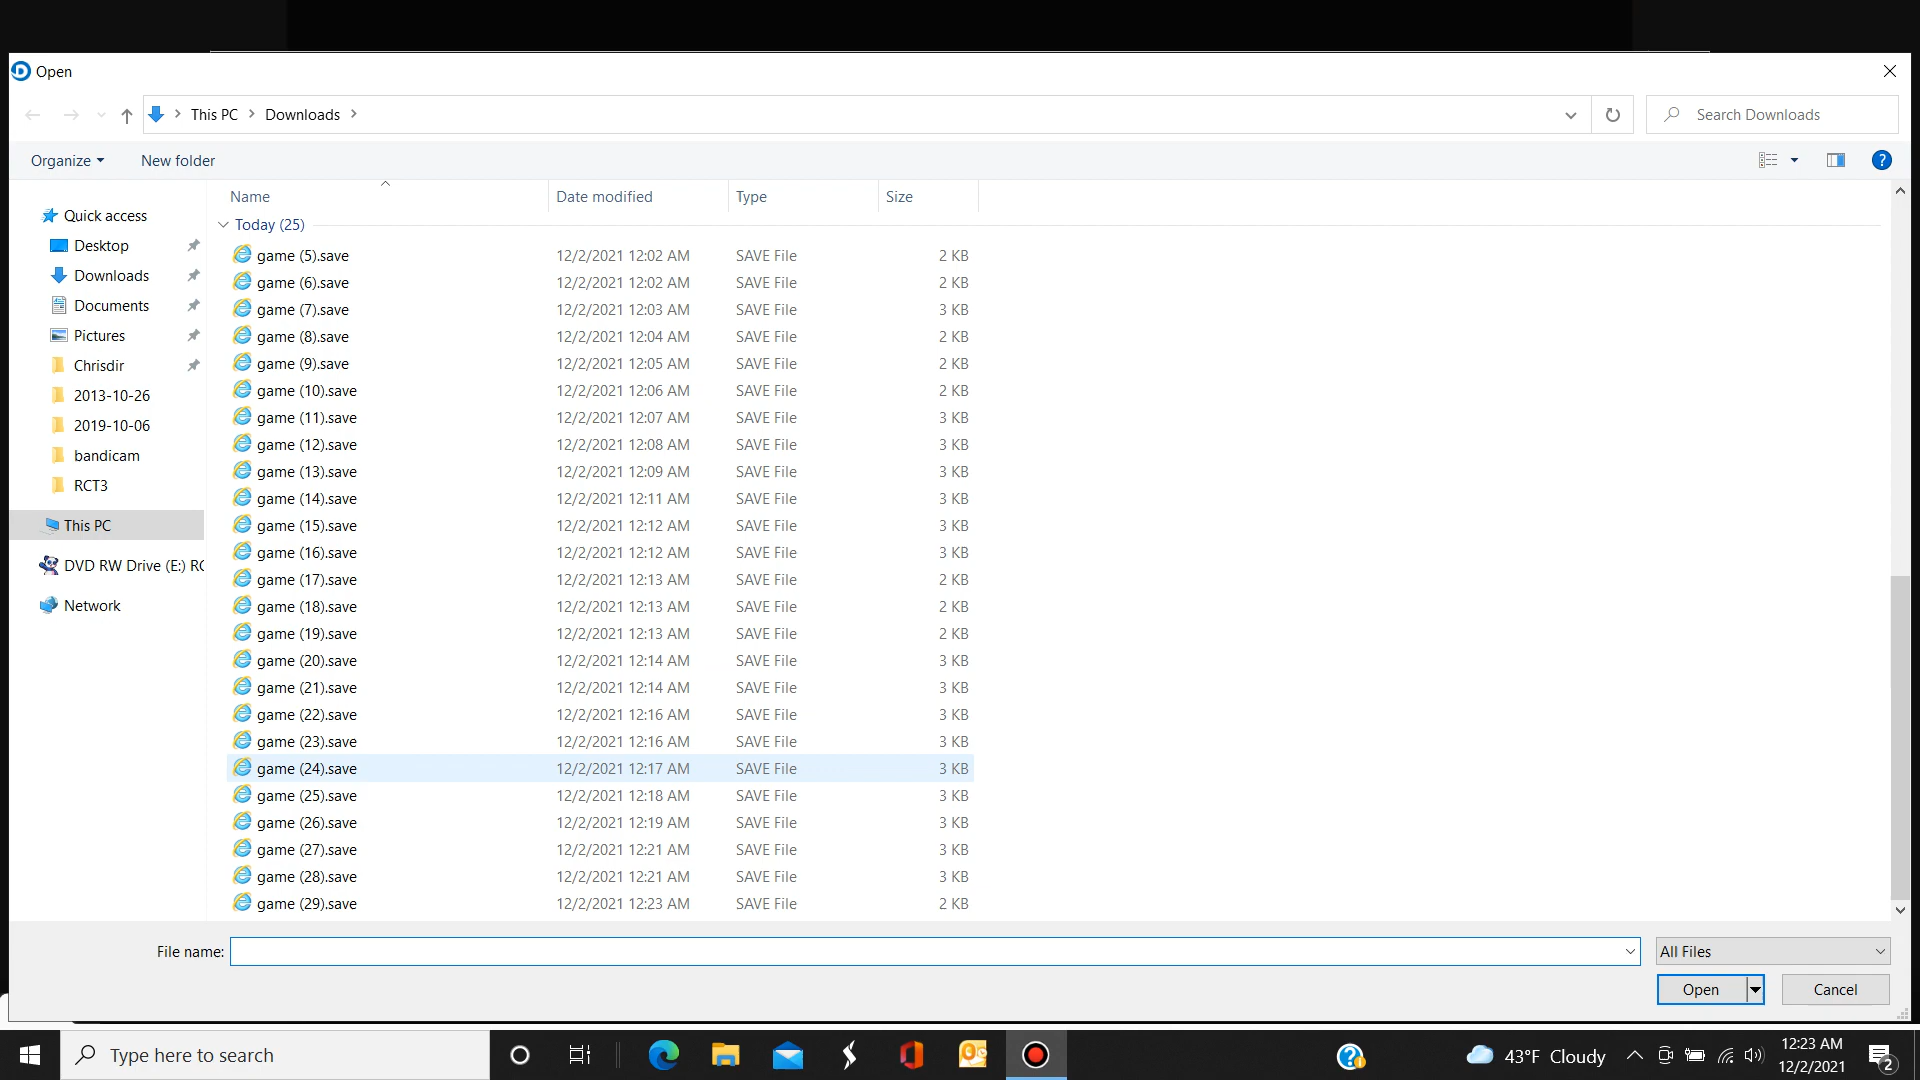 Open
This PC Downloads
Search Downloads
Organize New folder
Name Date modified Type Size
Today (25)
Quick access
Desktop
Downloads
Documents
Pictures
Chrisdir
2013-10-26
2019-10-06
bandicam
RCT3
This PC
DVD RW Drive (E:) RC
Network
game (5).save 12/2/2021 12:02 AM SAVE File 2 KB
game (6).save 12/2/2021 12:02 AM SAVE File 2 KB
game (7).save 12/2/2021 12:03 AM SAVE File 3 KB
game (8).save 12/2/2021 12:04 AM SAVE File 2 KB
game (9).save 12/2/2021 12:05 AM SAVE File 2 KB
game (10).save 12/2/2021 12:06 AM SAVE File 2 KB
game (11).save 12/2/2021 12:07 AM SAVE File 3 KB
game (12).save 12/2/2021 12:08 AM SAVE File 3 KB
game (13).save 12/2/2021 12:09 AM SAVE File 3 KB
game (14).save 12/2/2021 12:11 AM SAVE File 3 KB
game (15).save 12/2/2021 12:12 AM SAVE File 3 KB
game (16).save 12/2/2021 12:12 AM SAVE File 3 KB
game (17).save 12/2/2021 12:13 AM SAVE File 2 KB
game (18).save 12/2/2021 12:13 AM SAVE File 2 KB
game (19).save 12/2/2021 12:13 AM SAVE File 2 KB
game (20).save 12/2/2021 12:14 AM SAVE File 3 KB
game (21).save 12/2/2021 12:14 AM SAVE File 3 KB
game (22).save 12/2/2021 12:16 AM SAVE File 3 KB
game (23).save 12/2/2021 12:16 AM SAVE File 3 KB
game (24).save 12/2/2021 12:17 AM SAVE File 3 KB
game (25).save 12/2/2021 12:18 AM SAVE File 3 KB
game (26).save 12/2/2021 12:19 AM SAVE File 3 KB
game (27).save 12/2/2021 12:21 AM SAVE File 3 KB
game (28).save 12/2/2021 12:21 AM SAVE File 3 KB
game (29).save 12/2/2021 12:23 AM SAVE File 2 KB
File name:
All Files
Open Cancel
Type here to search
43°F Cloudy
12:23 AM
12/2/2021
2